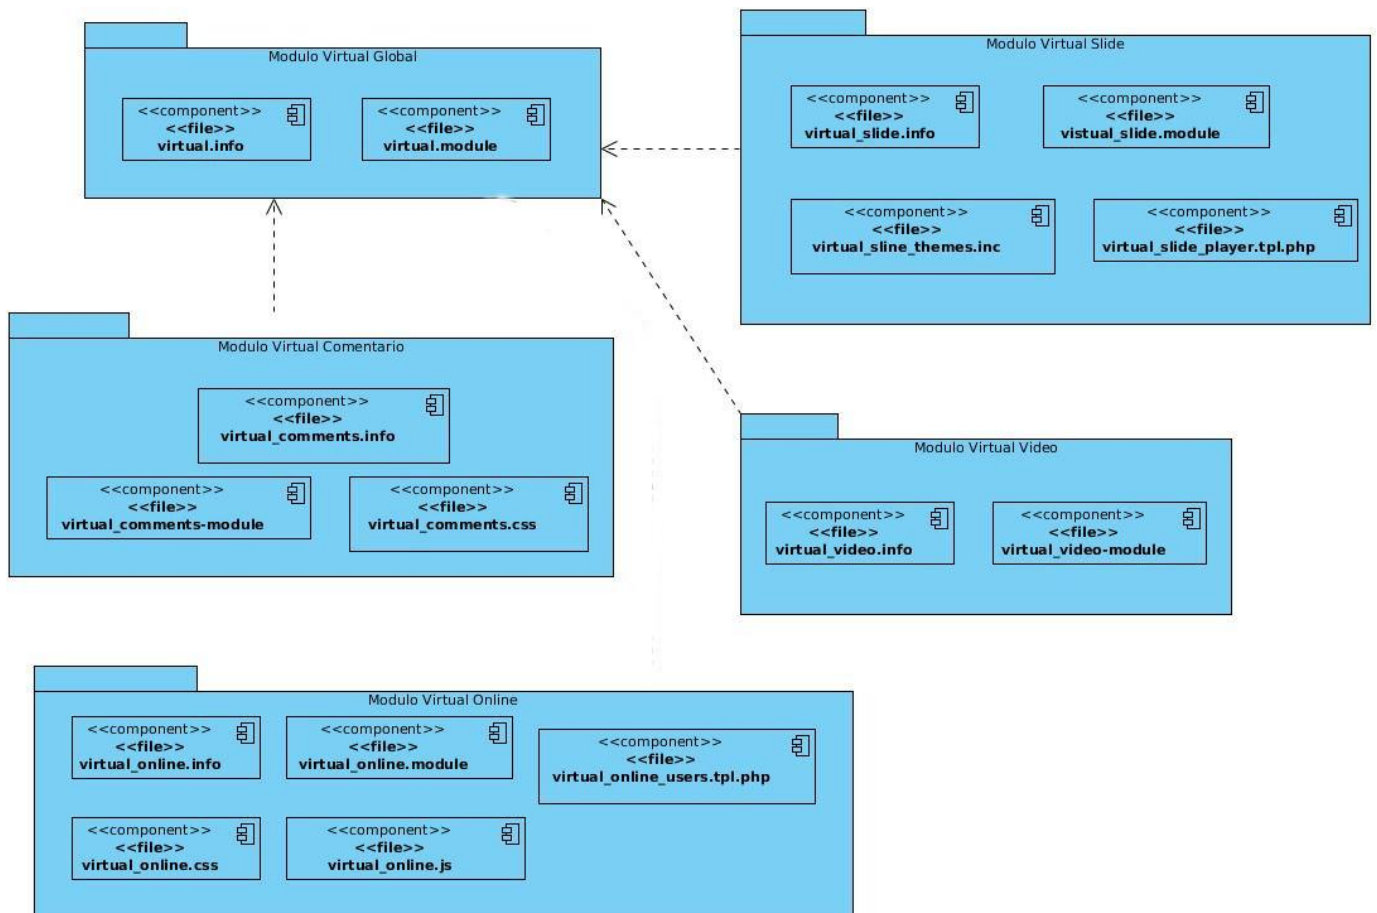 Modulo Virtual Global
<<component>>
<<file>>
virtual.info
<<component>>
<<file>>
virtual.module
Modulo Virtual Slide
<<component>>
<<file>>
virtual_slide.info
<<component>>
<<file>>
vistual_slide.module
<<component>>
<<file>>
virtual_sline_themes.inc
<<component>>
<<file>>
virtual_slide_player.tpl.php
Modulo Virtual Comentario
<<component>>
<<file>>
virtual_comments.info
<<component>>
<<file>>
virtual_comments-module
<<component>>
<<file>>
virtual_comments.css
Modulo Virtual Video
<<component>>
<<file>>
virtual_video.info
<<component>>
<<file>>
virtual_video-module
Modulo Virtual Online
<<component>>
<<file>>
virtual_online.info
<<component>>
<<file>>
virtual_online.module
<<component>>
<<file>>
virtual_online_users.tpl.php
<<component>>
<<file>>
virtual_online.css
<<component>>
<<file>>
virtual_online.js